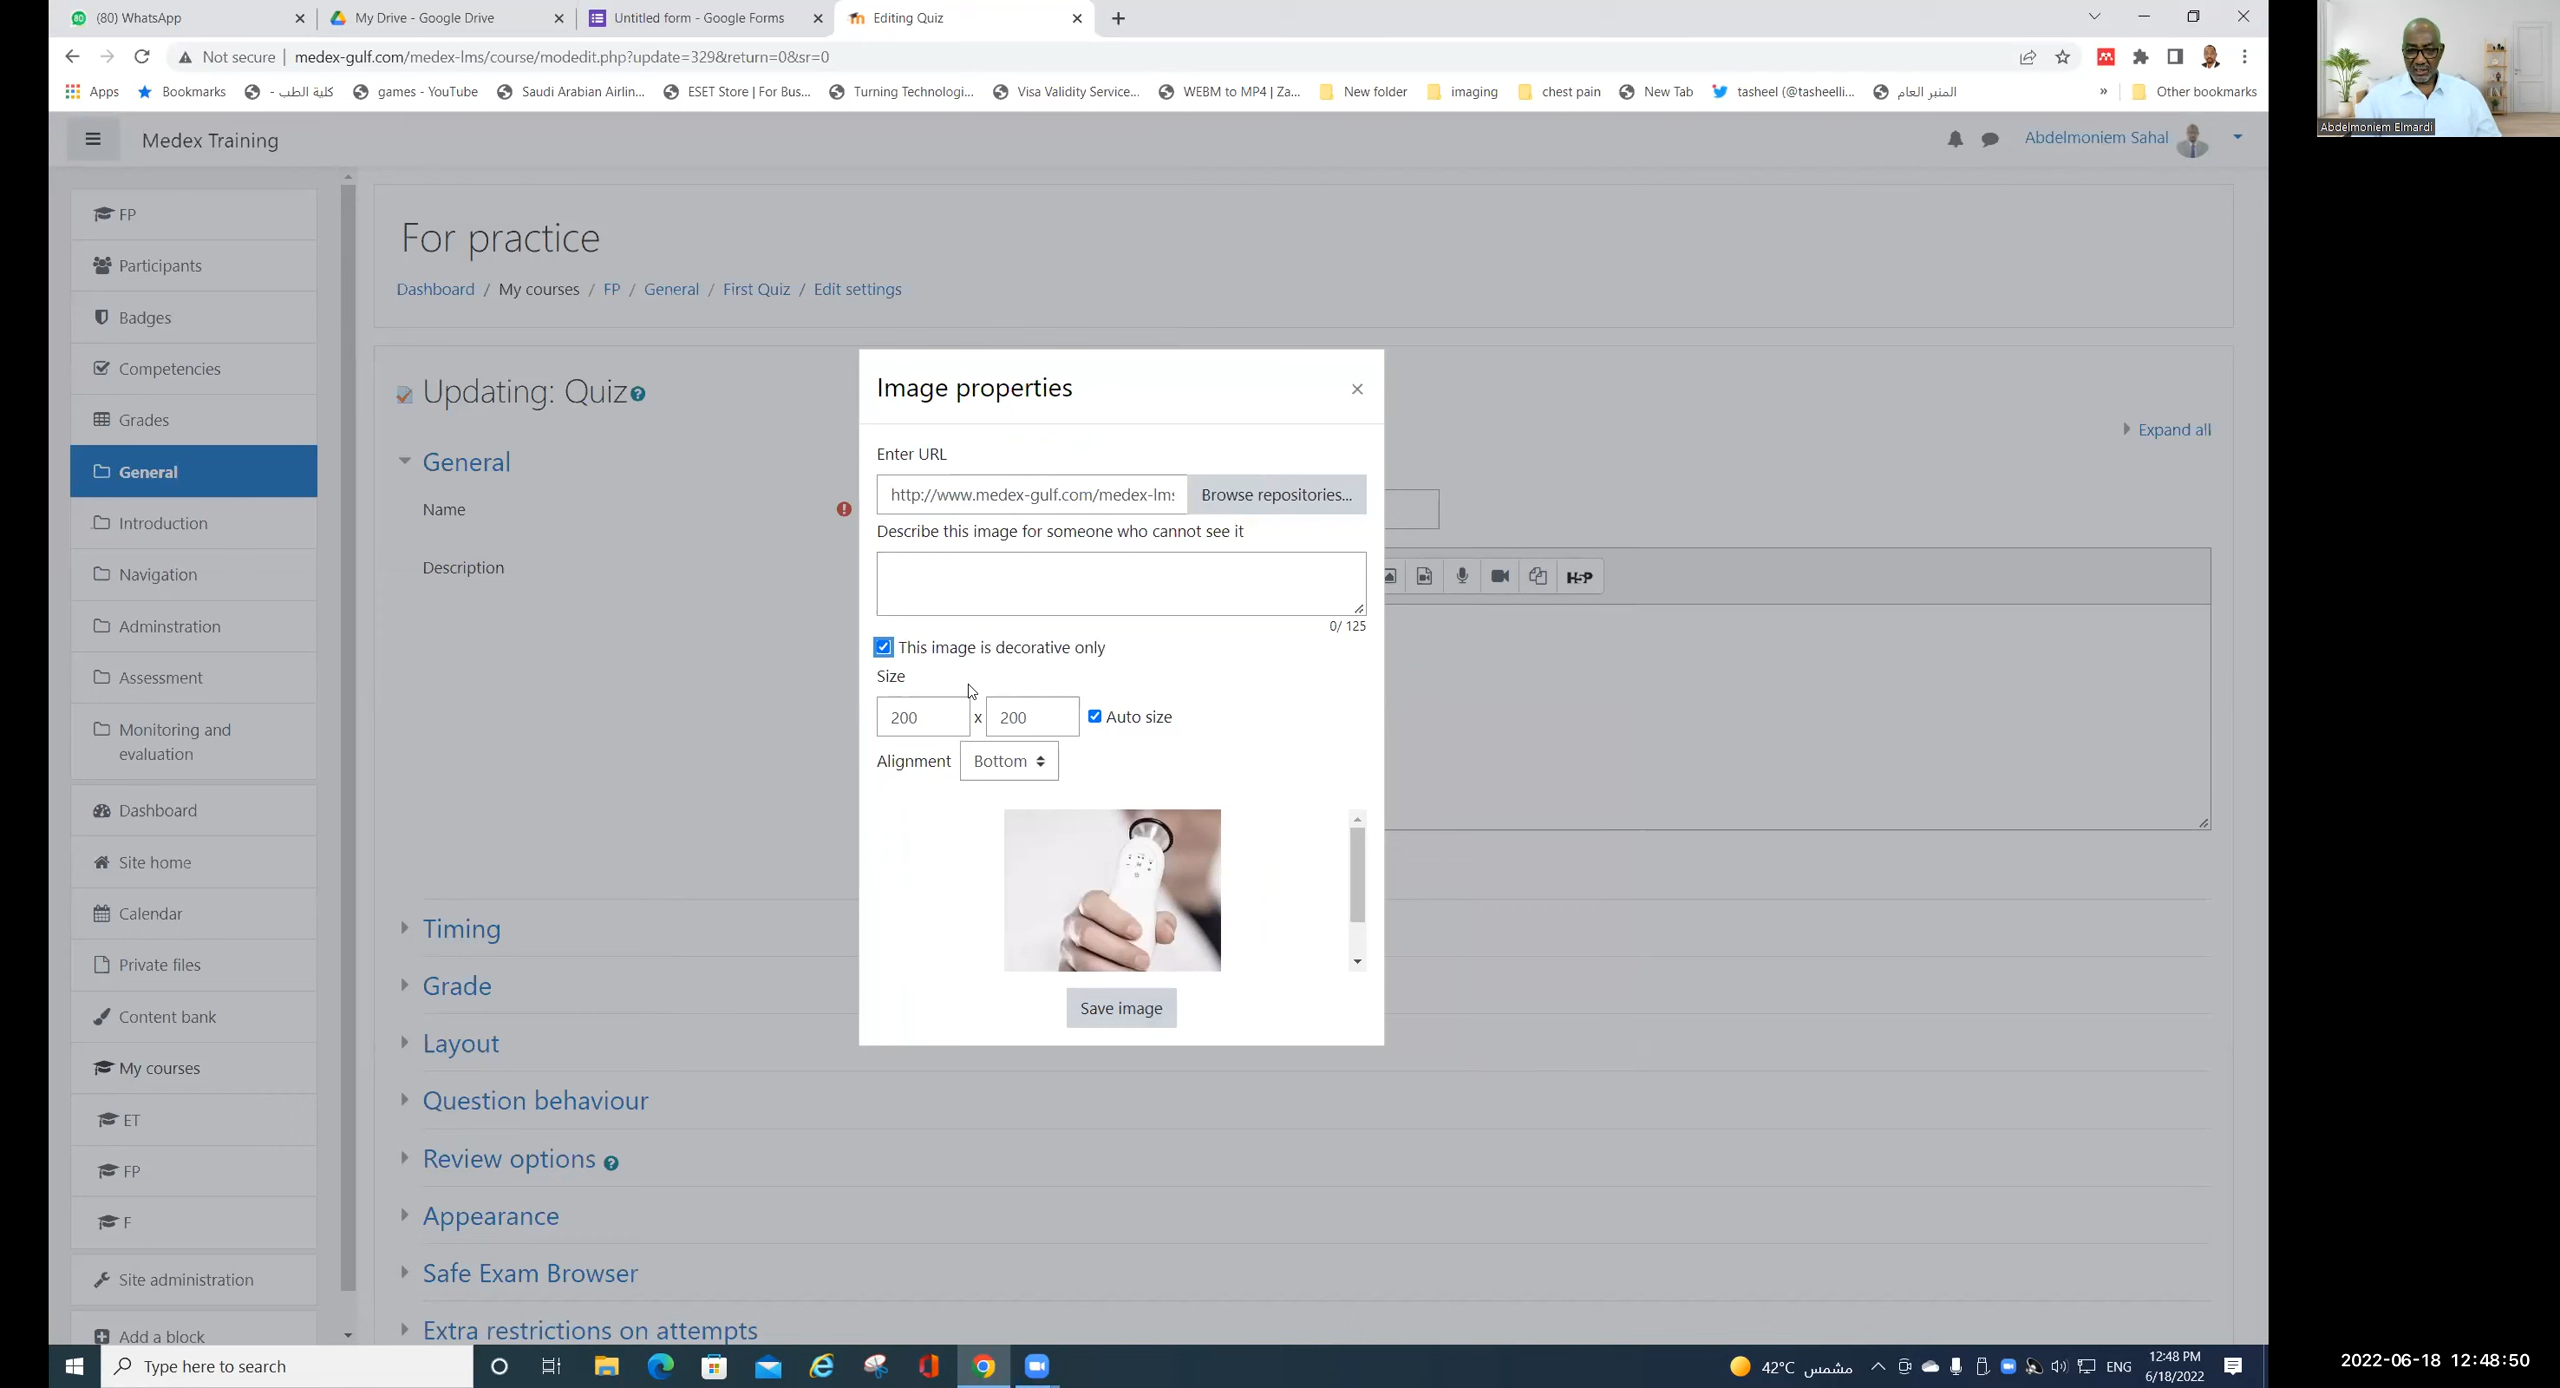 (80) WhatsApp
My Drive - Google Drive
Untitled form - Google Forms
Editing Quiz
Not secure
medex-gulf.com/medex-lms/course/modedit.php?update=329&return=0&sr=0
Apps
Bookmarks
كلية الطب -
games - YouTube
Saudi Arabian Airlin...
ESET Store | For Bus...
Turning Technologi...
Visa Validity Service...
WEBM to MP4 | Za...
New folder
imaging
chest pain
New Tab
tasheel (@tasheelli...
المنبر العام
»
Other bookmarks
Abdelmoniem Elmardi
Medex Training
Abdelmoniem Sahal
FP
Participants
Badges
Competencies
Grades
General
Introduction
Navigation
Adminstration
Assessment
Monitoring and
evaluation
Dashboard
Site home
Calendar
Private files
Content bank
My courses
ET
FP
F
Site administration
Add a block
For practice
Dashboard / My courses / FP / General / First Quiz / Edit settings
Updating: Quiz
Expand all
General
Name
Description
H-P
Timing
Grade
Layout
Question behaviour
Review options
Appearance
Safe Exam Browser
Extra restrictions on attempts
Image properties
×
Enter URL
http://www.medex-gulf.com/medex-lms
Browse repositories...
Describe this image for someone who cannot see it
0/ 125
This image is decorative only
Size
200 x 200 Auto size
Alignment Bottom
Save image
Type here to search
42°C مشمس
ENG
12:48 PM
6/18/2022
2022-06-18 12:48:50